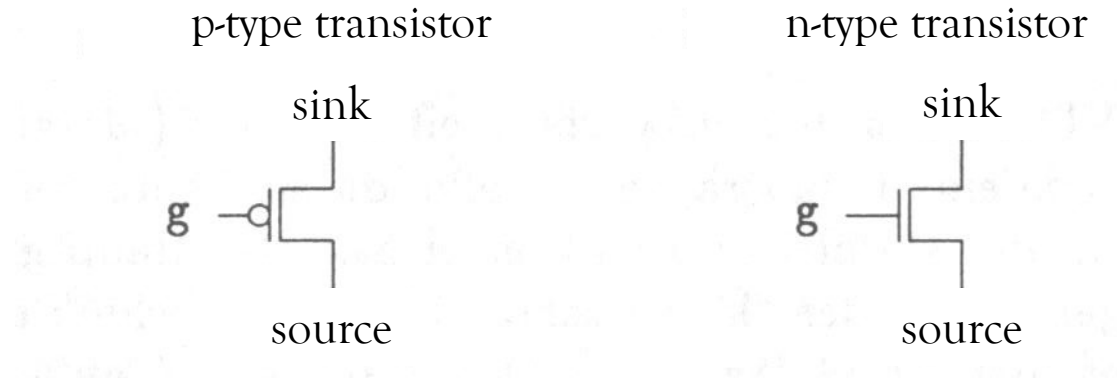 p-type transistor
n-type transistor
sink
sink
g
g
source
source